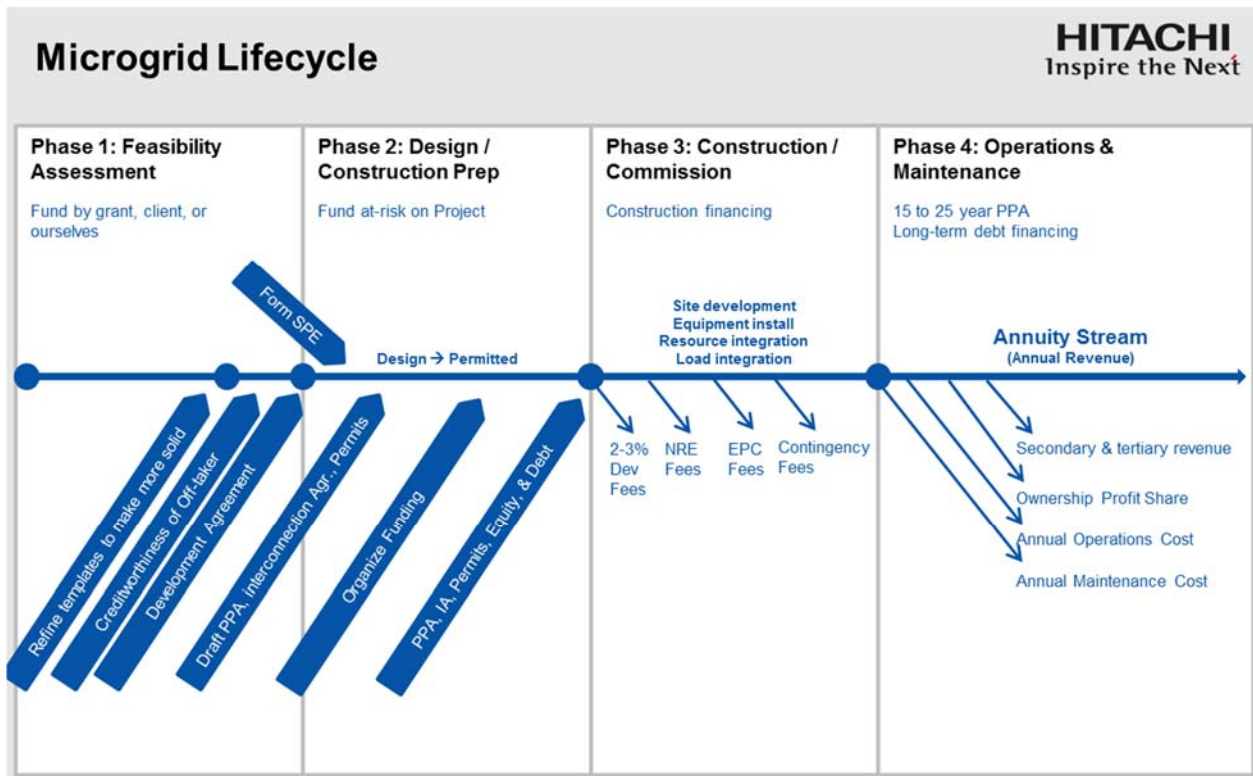 Microgrid Lifecycle
HITACHI
Inspire the Next
Phase 1: Feasibility
Assessment
Fund by grant, client, or
ourselves
Phase 2: Design /
Construction Prep
Fund at-risk on Project
Phase 3: Construction /
Commission
Construction financing
Phase 4: Operations &
Maintenance
15 to 25 year PPA
Long-term debt financing
Form SPE
Design → Permitted
Site development
Equipment install
Resource integration
Load integration
Annuity Stream
(Annual Revenue)
Refine templates to make more solid
Creditworthiness of Off-taker
Development Agreement
Draft PPA, interconnection Agr., Permits
Organize Funding
PPA, IA, Permits, Equity, & Debt
2-3%
Dev
Fees
NRE
Fees
EPC
Fees
Contingency
Fees
Secondary & tertiary revenue
Ownership Profit Share
Annual Operations Cost
Annual Maintenance Cost